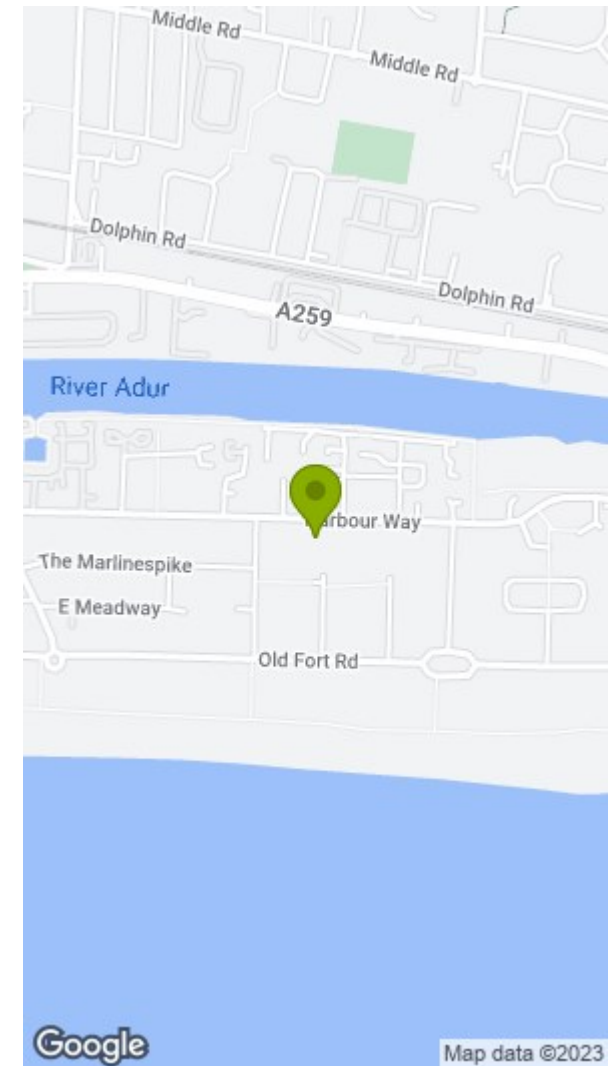 Middle Rd
Middle Rd
Dolphin Rd
Dolphin Rd
A259
River Adur
arbour Way
The Marlinespike
E Meadway
Old Fort Rd
Google
Map data ©2023